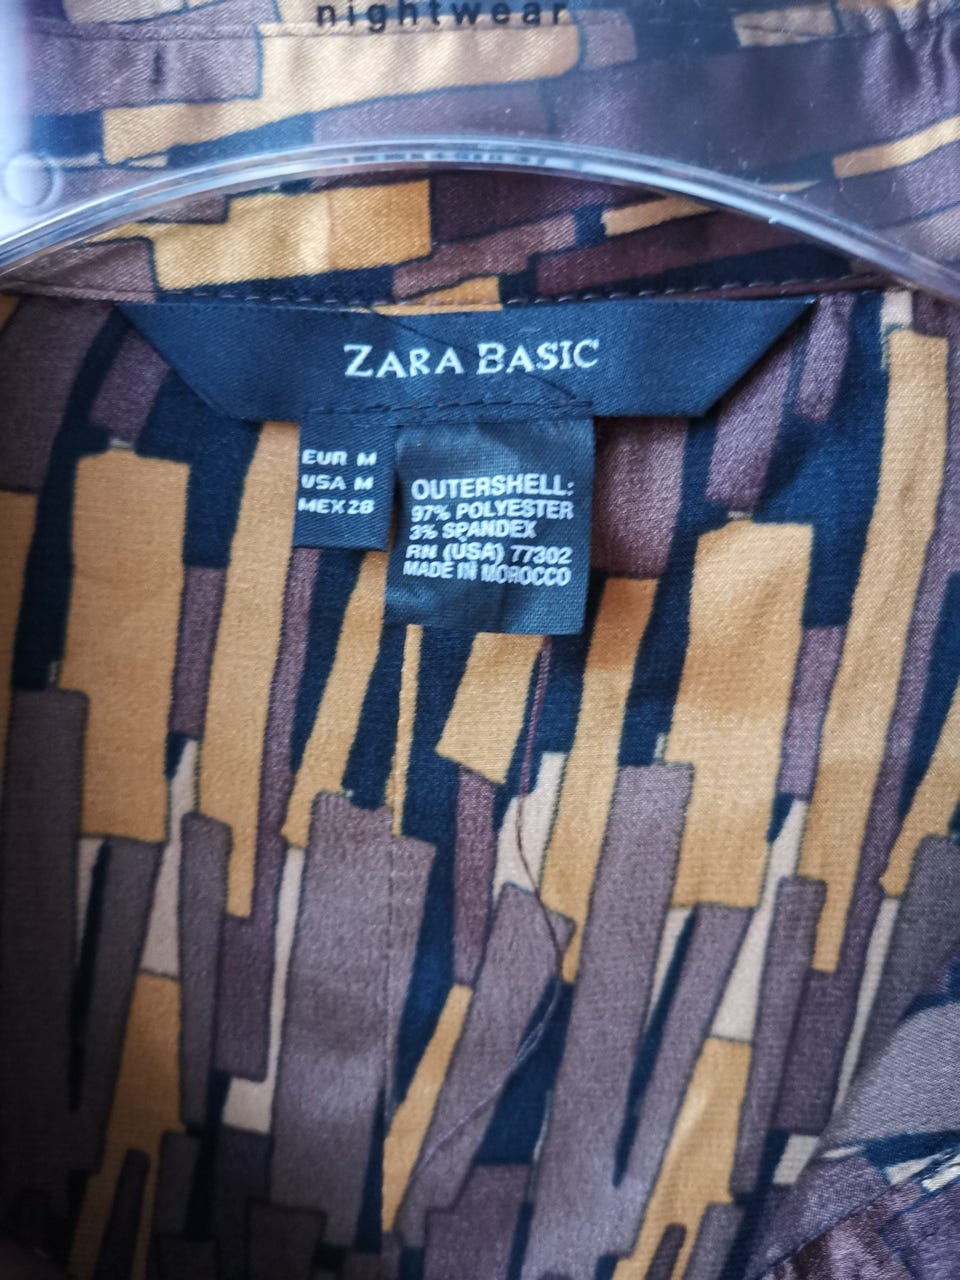 nightwear
ZARA BASIC
EUR M
USA M
MEX 28
OUTERSHELL:
97% POLYESTER
3% SPANDEX
RN (USA) 77302
MADE IN MOROCCO